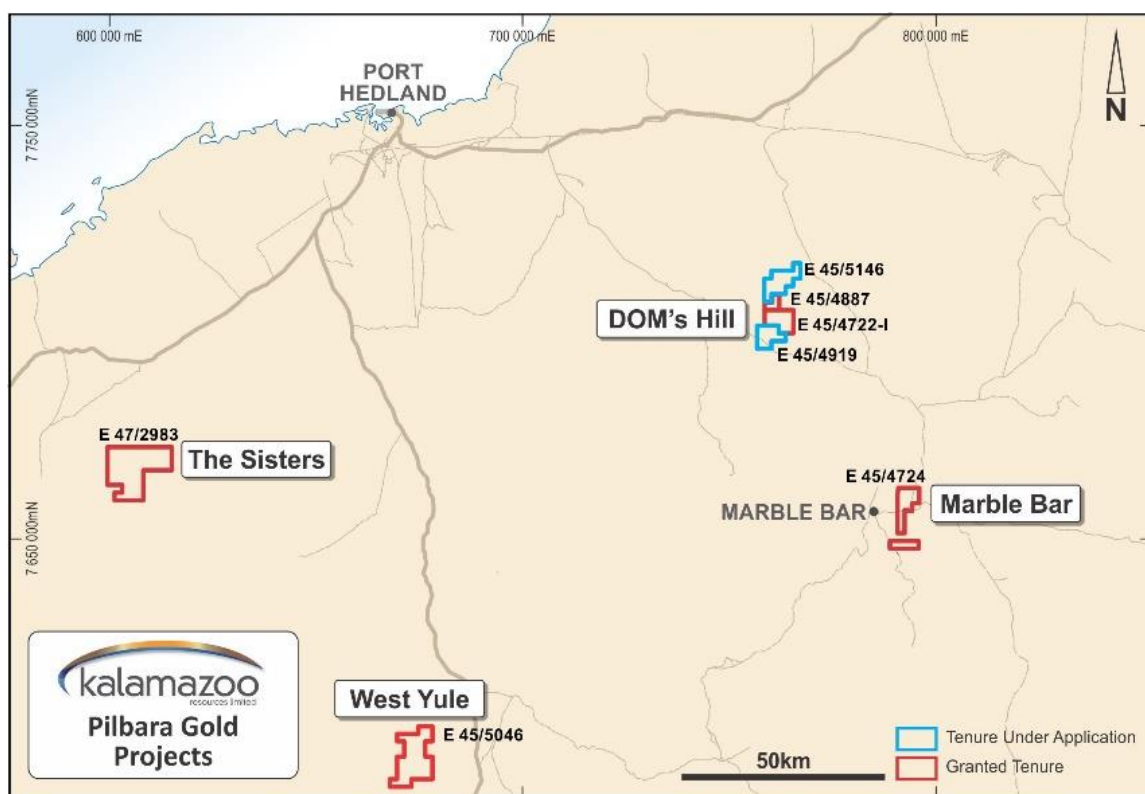 600 000 mE
700 000 mE
800 000 mE
PORT
HEDLAND
N
7 750 000mN
E 45/5146
E 45/4887
DOM's Hill
E 45/4722-I
E 45/4919
E 47/2983
The Sisters
E 45/4724
MARBLE BAR
Marble Bar
7 650 000mN
kalamazoo
resources limited
Pilbara Gold
Projects
West Yule
E 45/5046
50km
Tenure Under Application
Granted Tenure